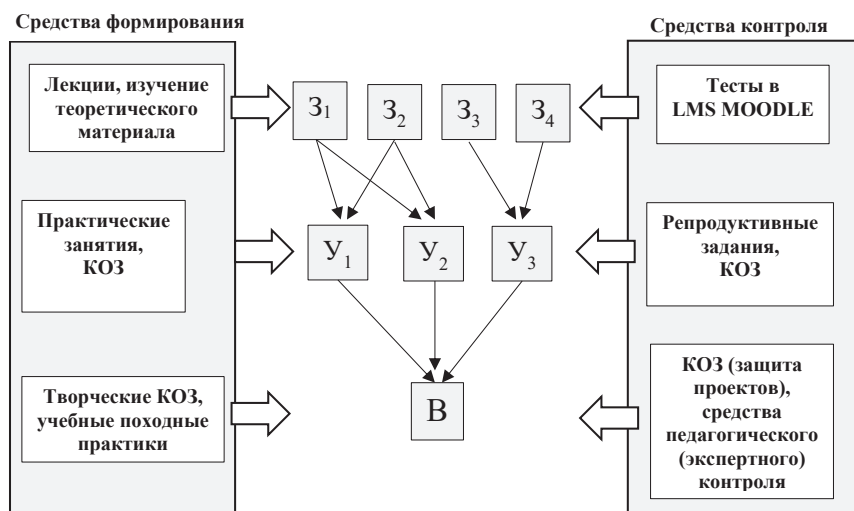 Средства формирования
Средства контроля
Лекции, изучение
теоретического
материала
З1 З2 З3 З4
Тесты в
LMS MOODLE
Практические
занятия,
КОЗ
У1 У2 У3
Репродуктивные
задания,
КОЗ
Творческие КОЗ,
учебные походные
практики
В
КОЗ (защита
проектов),
средства
педагогического
(экспертного)
контроля